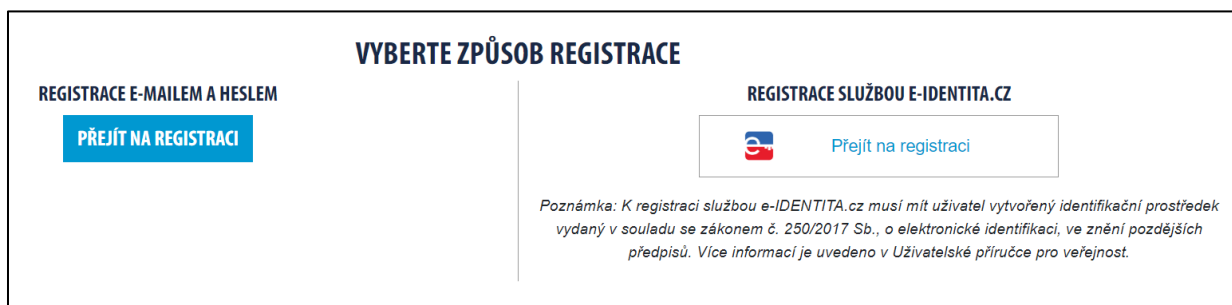 VYBERTE ZPŮSOB REGISTRACE
REGISTRACE E-MAILEM A HESLEM
PŘEJÍT NA REGISTRACI
REGISTRACE SLUŽBOU E-IDENTITA.CZ
e
Přejít na registraci
Poznámka: K registraci službou e-IDENTITA.cz musí mít uživatel vytvořený identifikační prostředek
vydaný v souladu se zákonem č. 250/2017 Sb., o elektronické identifikaci, ve znění pozdějších
předpisů. Více informací je uvedeno v Uživatelské příručce pro veřejnost.